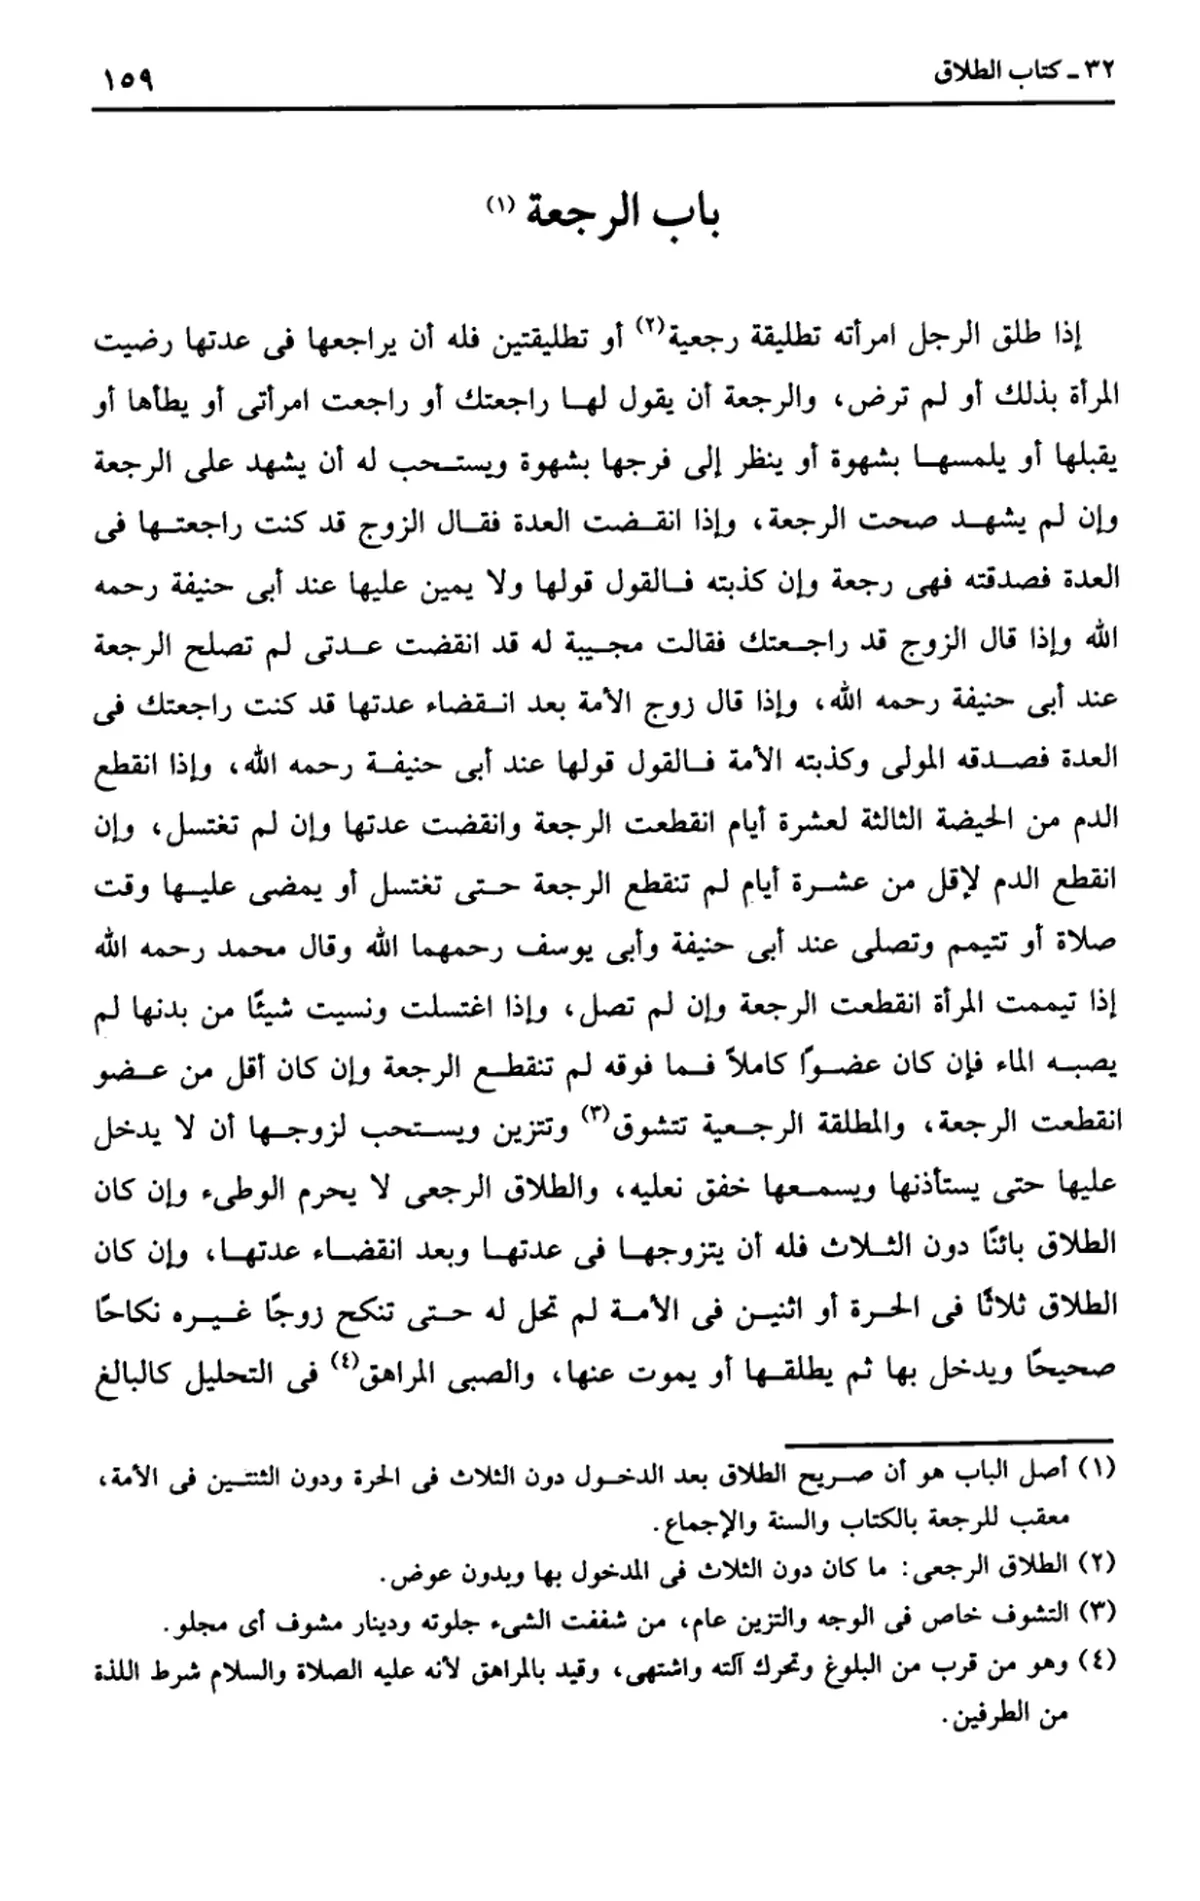 ٣٢ - كتاب الطلاق
١٥٩
باب الرجعة (١)
إذا طلق الرجل امرأته تطليقة رجعية(٢) أو تطليقتين فله أن يراجعها فى عدتها رضيت
المرأة بذلك أو لم ترض، والرجعة أن يقول لها راجعتك أو راجعت امرأتى أو يطأها أو
يقبلها أو يلمسها بشهوة أو ينظر إلى فرجها بشهوة ويستحب له أن يشهد على الرجعة
وإن لم يشهد صحت الرجعة، وإذا انقضت العدة فقال الزوج قد كنت راجعتها فى
العدة فصدقته فهى رجعة وإن كذبته فالقول قولها ولا يمين عليها عند أبى حنيفة رحمه
الله وإذا قال الزوج قد راجعتك فقالت مجيبة له قد انقضت عدتى لم تصلح الرجعة
عند أبى حنيفة رحمه الله، وإذا قال زوج الأمة بعد انقضاء عدتها قد كنت راجعتك فى
العدة فصدقه المولى وكذبته الأمة فالقول قولها عند أبى حنيفة رحمه الله، وإذا انقطع
الدم من الحيضة الثالثة لعشرة أيام انقطعت الرجعة وانقضت عدتها وإن لم تغتسل، وإن
انقطع الدم لإقل من عشرة أيام لم تنقطع الرجعة حتى تغتسل أو يمضى عليها وقت
صلاة أو تتيمم وتصلى عند أبى حنيفة وأبى يوسف رحمهما الله وقال محمد رحمه الله
إذا تيممت المرأة انقطعت الرجعة وإن لم تصل، وإذا اغتسلت ونسيت شيئًا من بدنها لم
يصبه الماء فإن كان عضوًا كاملاً فما فوقه لم تنقطع الرجعة وإن كان أقل من عضو
انقطعت الرجعة، والمطلقة الرجعية تتشوق(٣) وتتزين ويستحب لزوجها أن لا يدخل
عليها حتى يستأذنها ويسمعها خفق نعليه، والطلاق الرجعى لا يحرم الوطىء وإن كان
الطلاق بائنًا دون الثلاث فله أن يتزوجها فى عدتها وبعد انقضاء عدتها، وإن كان
الطلاق ثلاثًا فى الحرة أو اثنين فى الأمة لم تحل له حتى تنكح زوجًا غيره نكاحًا
صحيحًا ويدخل بها ثم يطلقها أو يموت عنها، والصبى المراهق(٤) فى التحليل كالبالغ
(١) أصل الباب هو أن صريح الطلاق بعد الدخول دون الثلاث فى الحرة ودون الثنتين فى الأمة،
معقب للرجعة بالكتاب والسنة والإجماع.
(٢) الطلاق الرجعى: ما كان دون الثلاث فى المدخول بها وبدون عوض.
(٣) التشوف خاص فى الوجه والتزين عام، من شففت الشىء جلوته ودينار مشوف أى مجلو.
(٤) وهو من قرب من البلوغ وتحرك آلته واشتهى، وقيد بالمراهق لأنه عليه الصلاة والسلام شرط اللذة
من الطرفين.